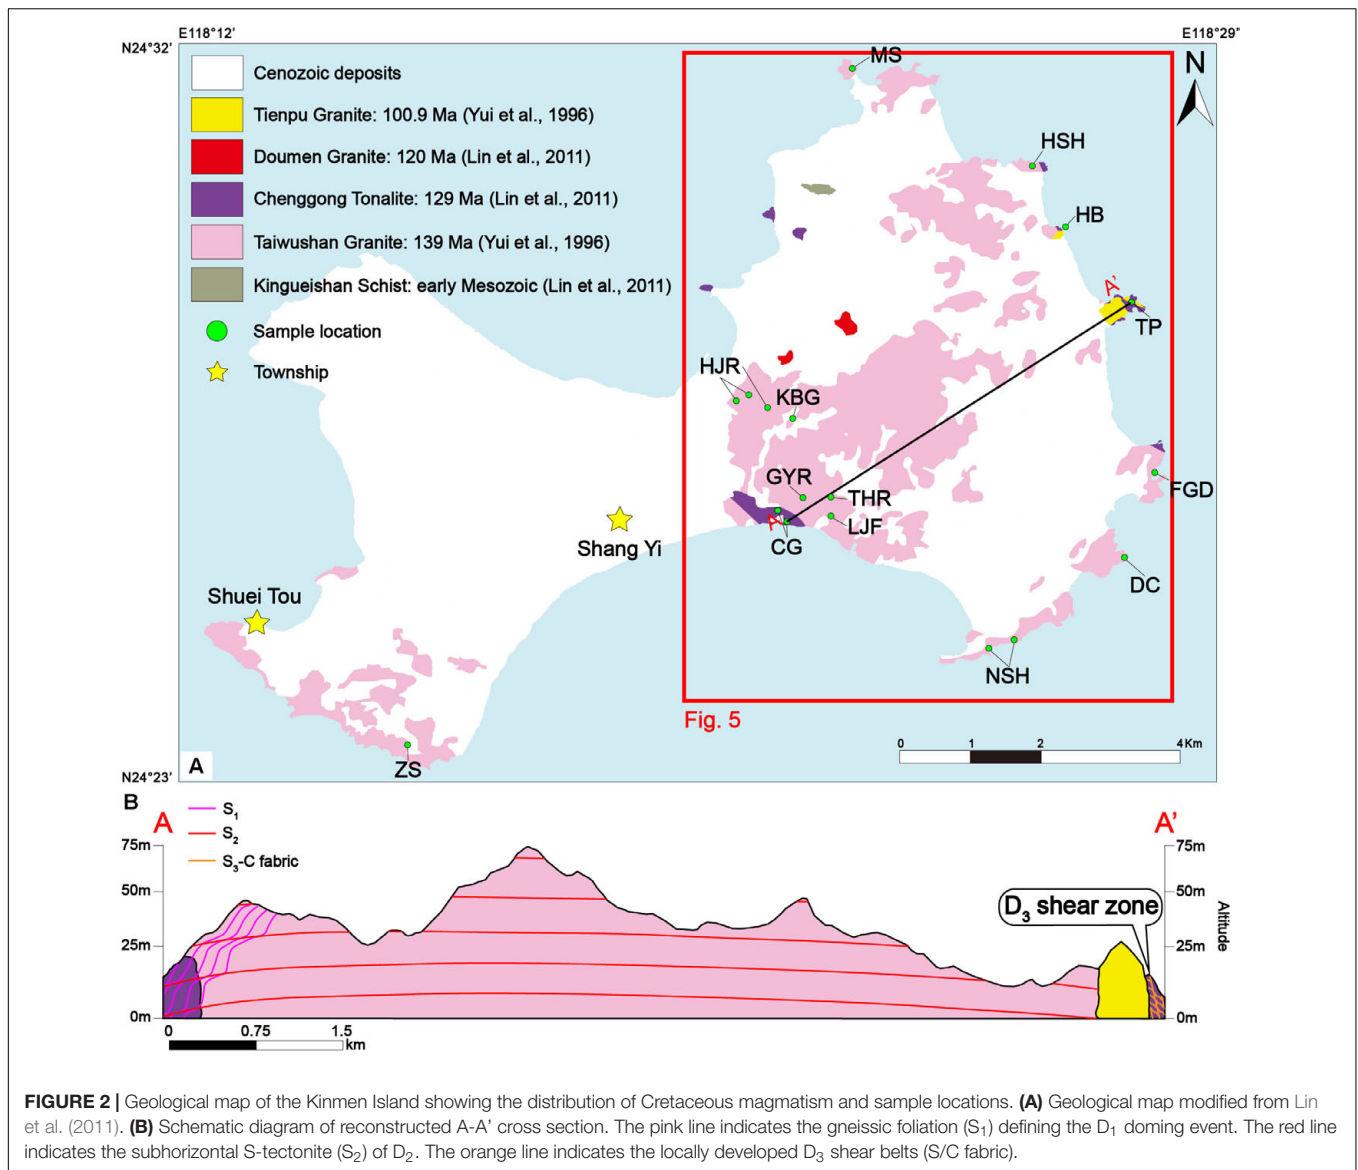 E118°12’
E118°29”
N24°32’
Cenozoic deposits
Tienpu Granite: 100.9 Ma (Yui et al., 1996)
Doumen Granite: 120 Ma (Lin et al., 2011)
Chenggong Tonalite: 129 Ma (Lin et al., 2011)
Taiwushan Granite: 139 Ma (Yui et al., 1996)
Kingueishan Schist: early Mesozoic (Lin et al., 2011)
Sample location
Township
N
MS
HSH
HB
A’
TP
HJR
KBG
GYR
THR
FGD
A
LJF
CG
Shang Yi
DC
Shuei Tou
NSH
Fig. 5
0 1 2 4 Km
ZS
A
N24°23’
B
S₁
S₂
S₃-C fabric
A
A’
75m
50m
25m
0m
D₃ shear zone
75m
50m
25m
0m
Altitude
0 0.75 1.5
km
FIGURE 2 | Geological map of the Kinmen Island showing the distribution of Cretaceous magmatism and sample locations. (A) Geological map modified from Lin
et al. (2011). (B) Schematic diagram of reconstructed A-A’ cross section. The pink line indicates the gneissic foliation (S₁) defining the D₁ doming event. The red line
indicates the subhorizontal S-tectonite (S₂) of D₂. The orange line indicates the locally developed D₃ shear belts (S/C fabric).